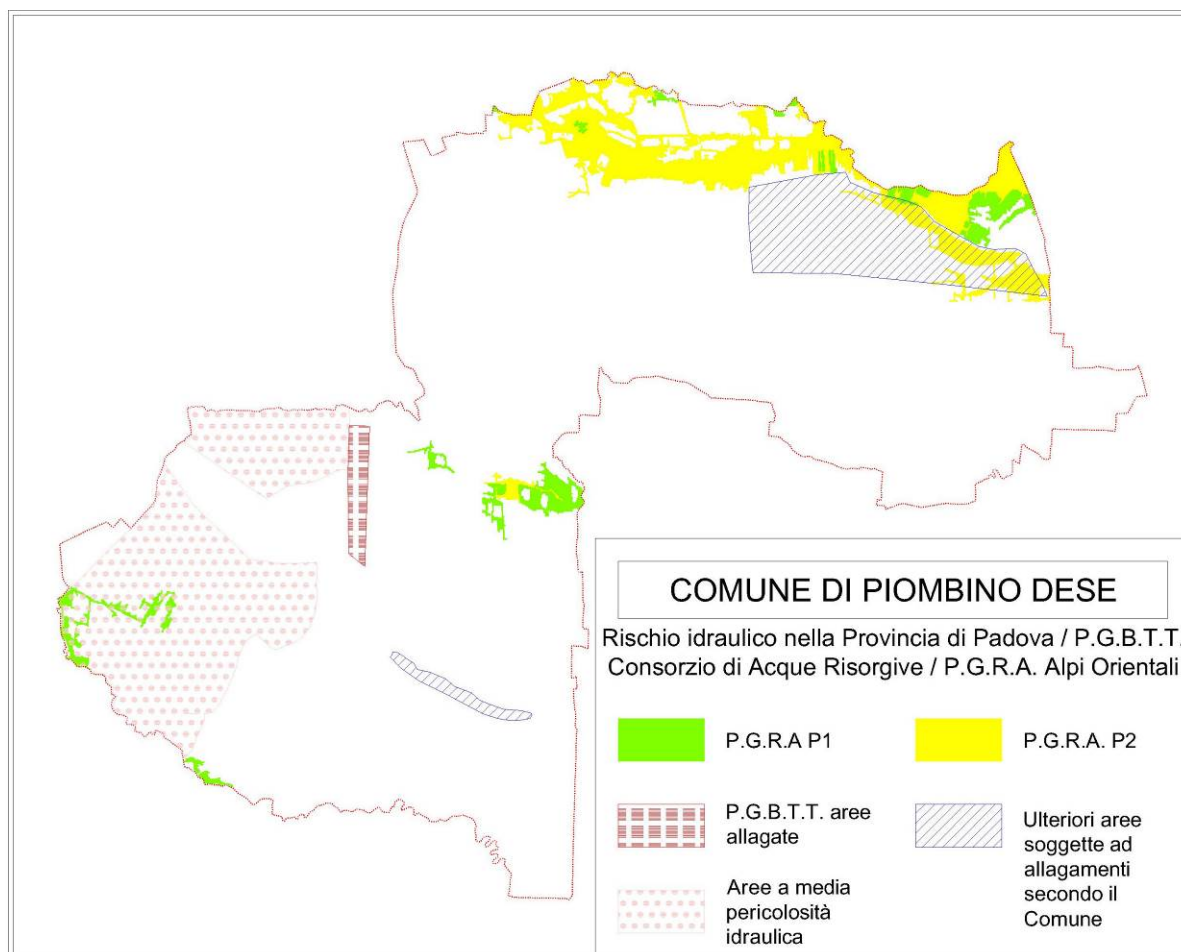 COMUNE DI PIOMBINO DESE
Rischio idraulico nella Provincia di Padova / P.G.B.T.T.
Consorzio di Acque Risorgive / P.G.R.A. Alpi Orientali
P.G.R.A P1
P.G.R.A. P2
P.G.B.T.T. aree
allagate
Ulteriori aree
soggette ad
allagamenti
secondo il
Comune
Aree a media
pericolosità
idraulica